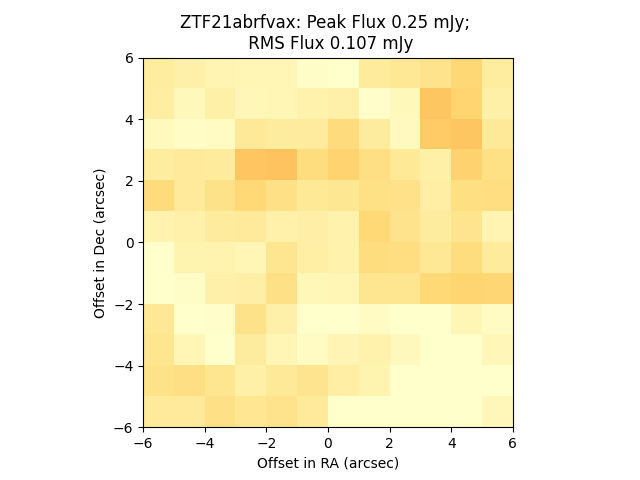 ZTF21abrfvax: Peak Flux 0.25 mJy;
RMS Flux 0.107 mJy
6
4
2
0
−2
−4
−6
Offset in Dec (arcsec)
−6 −4 −2 0 2 4 6
Offset in RA (arcsec)